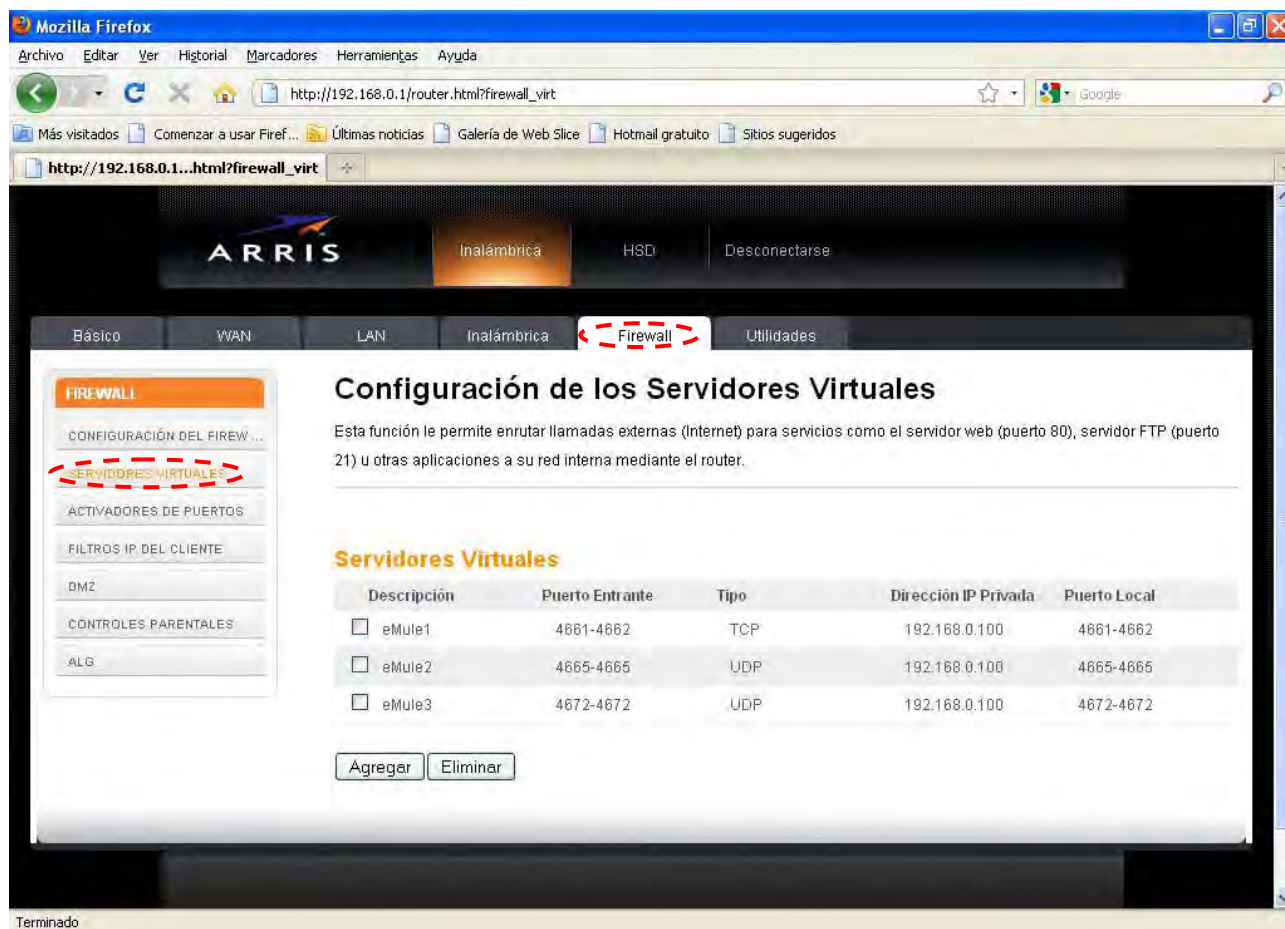 Mozilla Firefox
Archivo Editar Ver Historial Marcadores Herramientas Ayuda
http://192.168.0.1/router.html?firewall_virt
Google
Más visitados Comenzar a usar Firef... Últimas noticias Galería de Web Slice Hotmail gratuito Sitios sugeridos
http://192.168.0.1...html?firewall_virt
ARRIS
Inalámbrica HSD Desconectarse
Básico WAN LAN Inalámbrica Firewall Utilidades
FIREWALL
CONFIGURACIÓN DEL FIREW ...
SERVIDORES VIRTUALES
ACTIVADORES DE PUERTOS
FILTROS IP DEL CLIENTE
DMZ
CONTROLES PARENTALES
ALG
Configuración de los Servidores Virtuales
Esta función le permite enrutar llamadas externas (Internet) para servicios como el servidor web (puerto 80), servidor FTP (puerto
21) u otras aplicaciones a su red interna mediante el router.
Servidores Virtuales
Descripción Puerto Entrante Tipo Dirección IP Privada Puerto Local
eMule1 4661-4662 TCP 192.168.0.100 4661-4662
eMule2 4665-4665 UDP 192.168.0.100 4665-4665
eMule3 4672-4672 UDP 192.168.0.100 4672-4672
Agregar Eliminar
Terminado